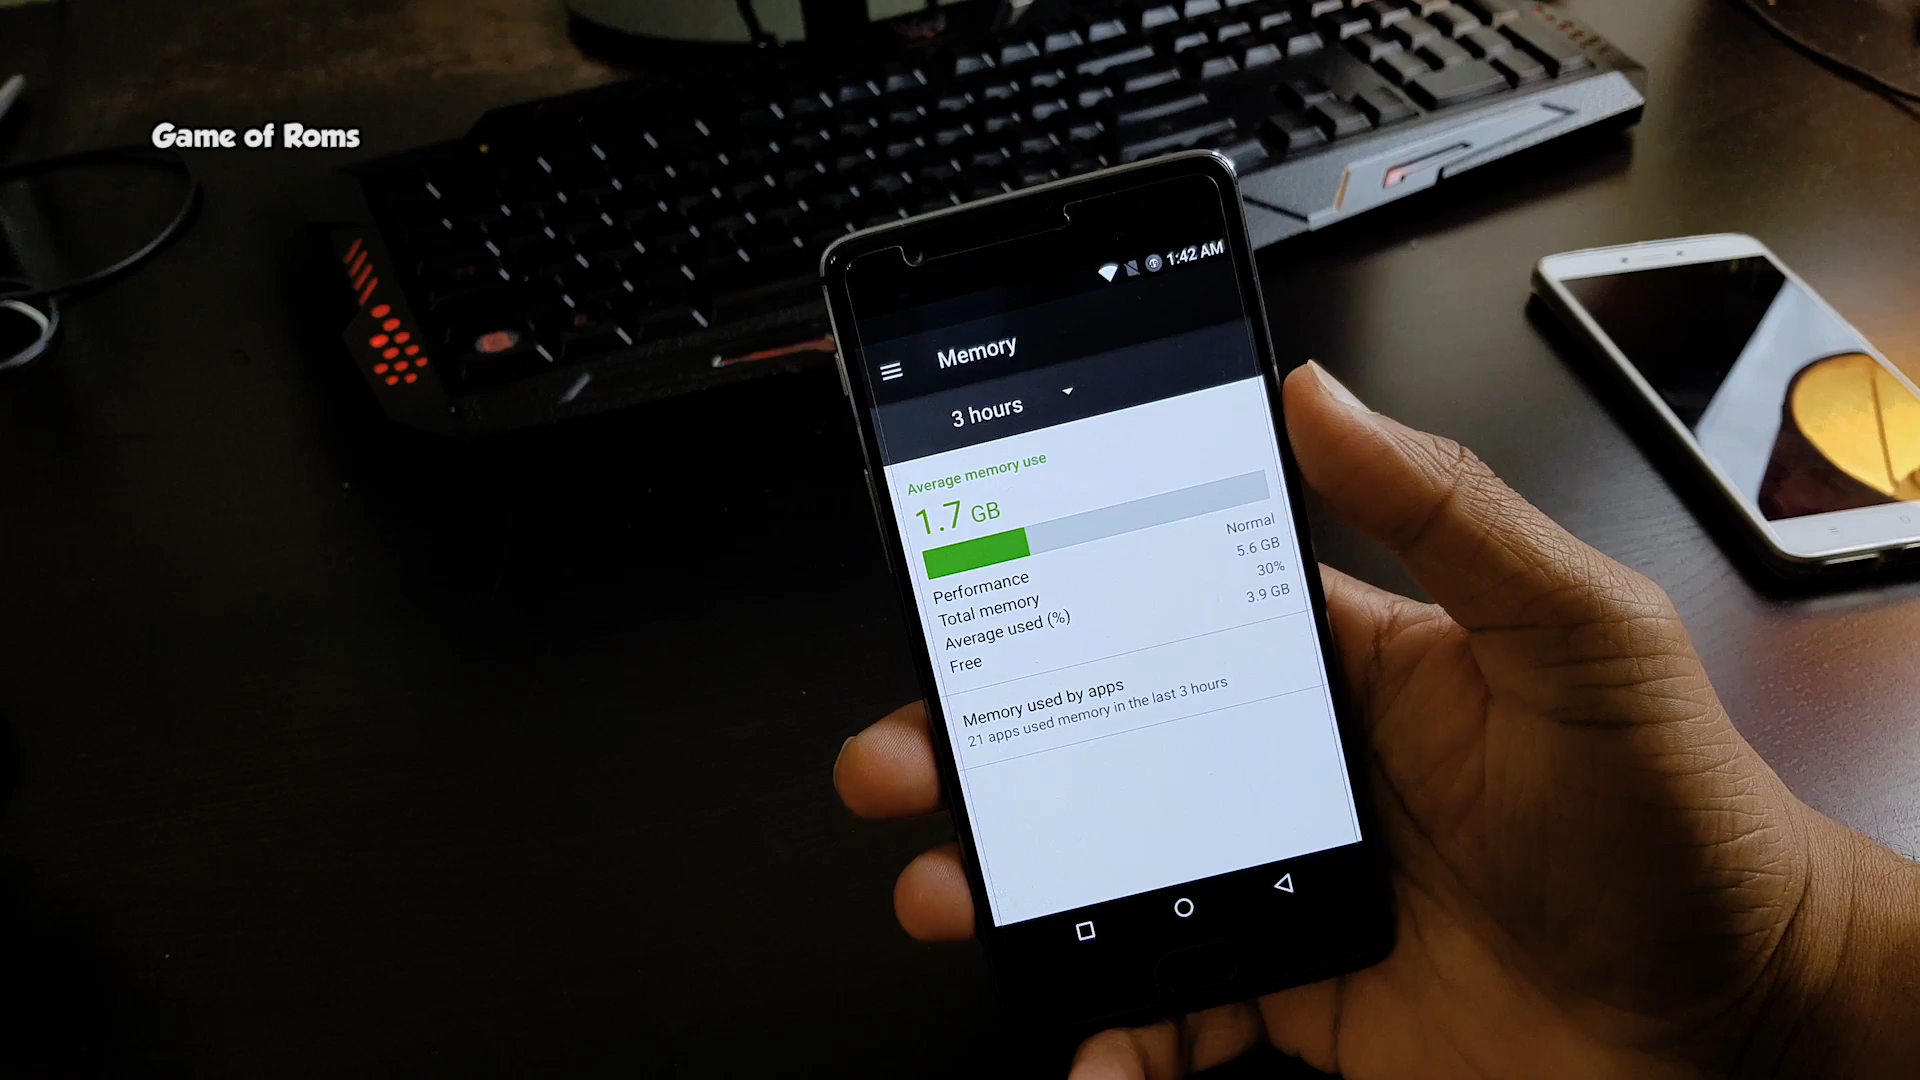 Game of Roms
1:42 AM
Memory
3 hours
Average memory use
1.7 GB
Performance Normal
Total memory 5.6 GB
Average used (%) 30%
Free 3.9 GB
Memory used by apps
21 apps used memory in the last 3 hours